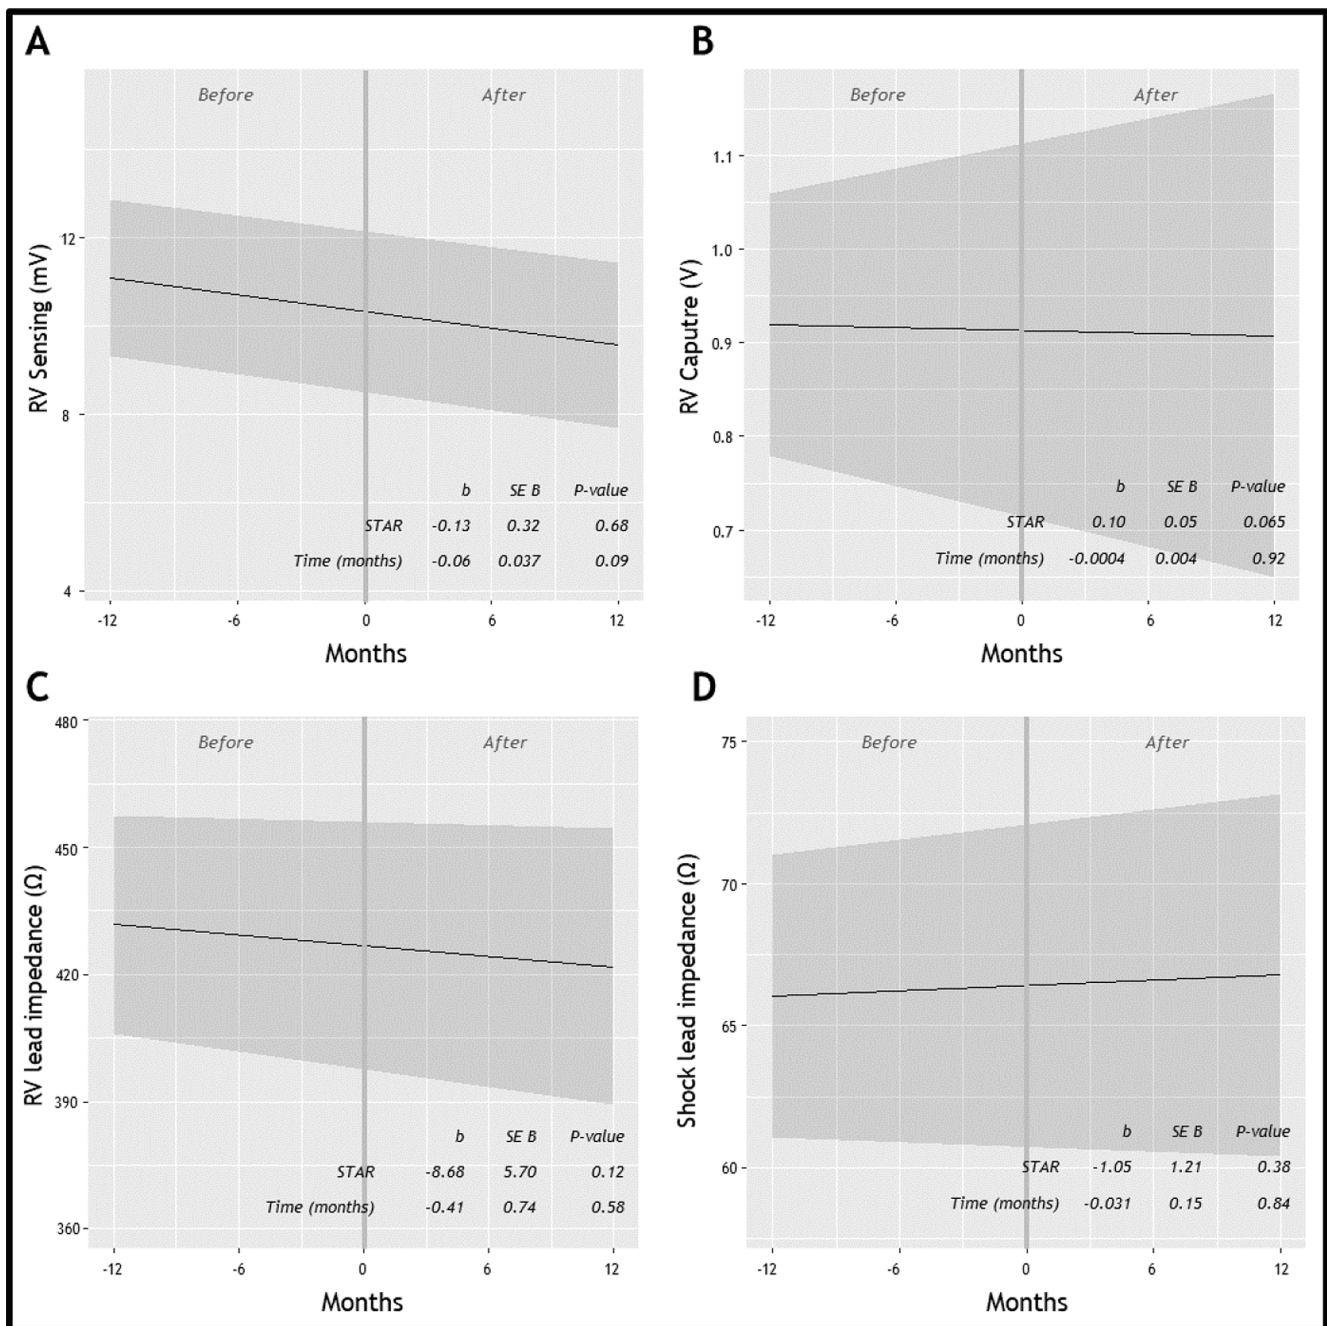 A
Before After
RV Sensing (mV)
12
8
4
b SE B P-value
STAR -0.13 0.32 0.68
Time (months) -0.06 0.037 0.09
-12 -6 0 6 12
Months
B
Before After
RV Caputre (V)
1.1
1.0
0.9
0.8
0.7
b SE B P-value
STAR 0.10 0.05 0.065
Time (months) -0.0004 0.004 0.92
-12 -6 0 6 12
Months
C
Before After
RV lead impedance (Ω)
480
450
420
390
360
b SE B P-value
STAR -8.68 5.70 0.12
Time (months) -0.41 0.74 0.58
-12 -6 0 6 12
Months
D
Before After
Shock lead impedance (Ω)
75
70
65
60
b SE B P-value
STAR -1.05 1.21 0.38
Time (months) -0.031 0.15 0.84
-12 -6 0 6 12
Months